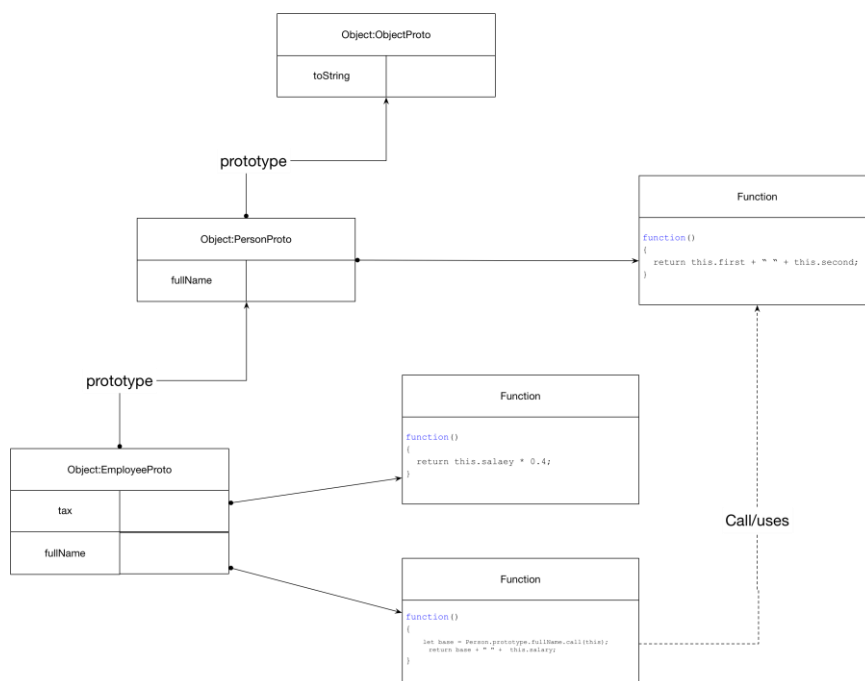 Object:ObjectProto
toString
prototype
Function
Object:PersonProto
function()
{
return this.first + “ “ + this.second;
}
fullName
prototype
Function
function()
{
return this.salaey * 0.4;
}
Object:EmployeeProto
tax
fullName
Call/uses
Function
function()
{
let base = Person.prototype.fullName.call(this);
return base + “ “ + this.salary;
}